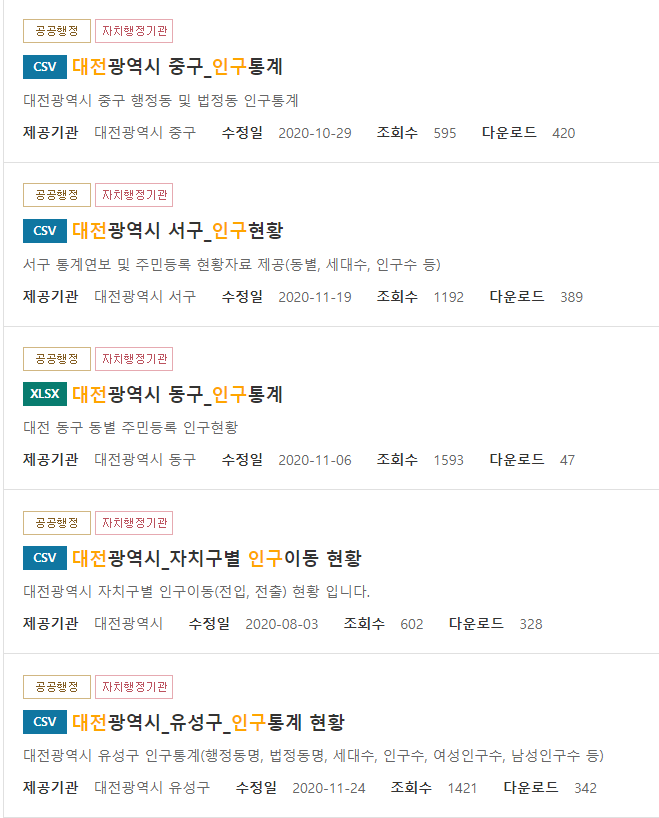 공공행정 자치행정기관
CSV 대전광역시 중구_인구통계
대전광역시 중구 행정동 및 법정동 인구통계
제공기관 대전광역시 중구 수정일 2020-10-29 조회수 595 다운로드 420
공공행정 자치행정기관
CSV 대전광역시 서구_인구현황
서구 통계연보 및 주민등록 현황자료 제공(동별, 세대수, 인구수 등)
제공기관 대전광역시 서구 수정일 2020-11-19 조회수 1192 다운로드 389
공공행정 자치행정기관
XLSX 대전광역시 동구_인구통계
대전 동구 동별 주민등록 인구현황
제공기관 대전광역시 동구 수정일 2020-11-06 조회수 1593 다운로드 47
공공행정 자치행정기관
CSV 대전광역시_자치구별 인구이동 현황
대전광역시 자치구별 인구이동(전입, 전출) 현황 입니다.
제공기관 대전광역시 수정일 2020-08-03 조회수 602 다운로드 328
공공행정 자치행정기관
CSV 대전광역시_유성구_인구통계 현황
대전광역시 유성구 인구통계(행정동명, 법정동명, 세대수, 인구수, 여성인구수, 남성인구수 등)
제공기관 대전광역시 유성구 수정일 2020-11-24 조회수 1421 다운로드 342